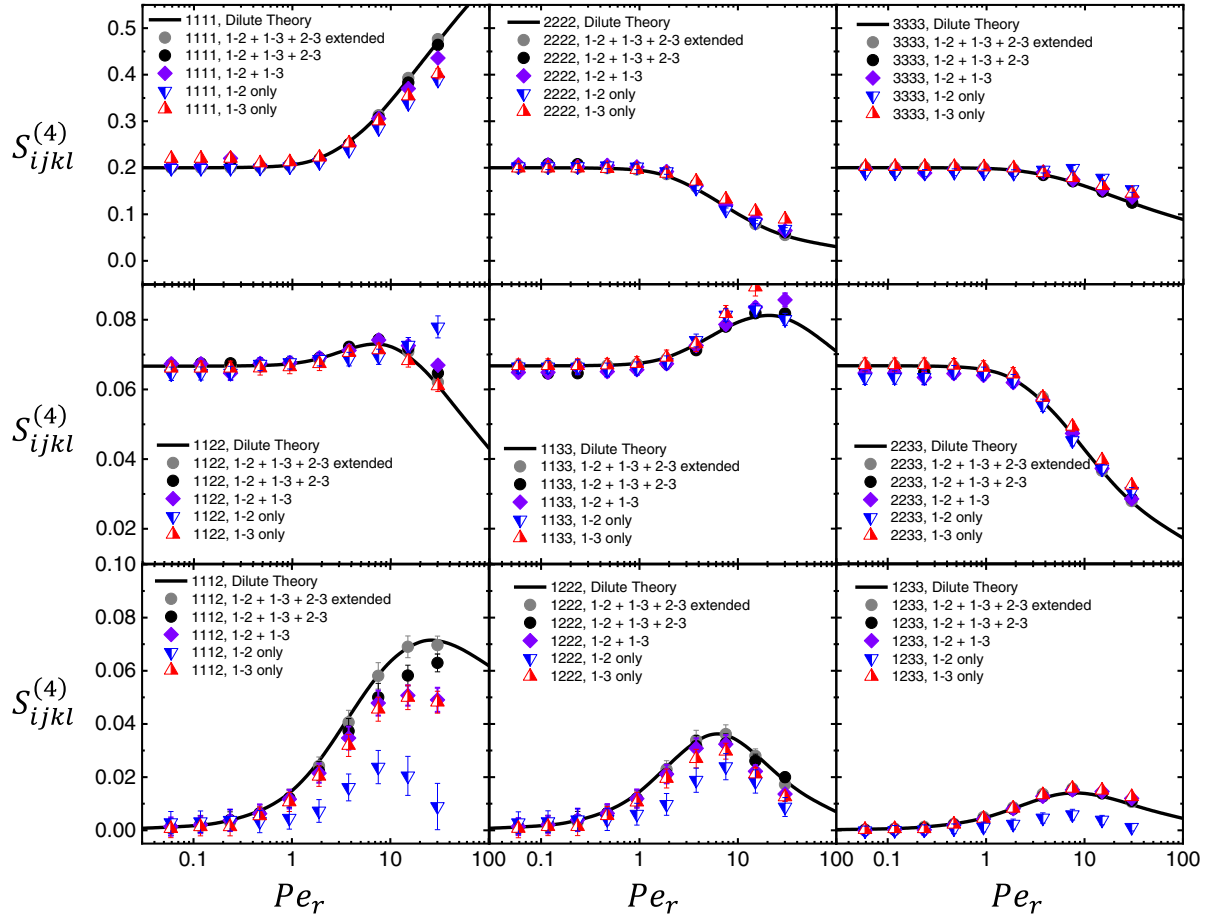 0.5
0.4
0.3
0.2
0.1
0.0
S_{ijkl}^{(4)}
1111, Dilute Theory
1111, 1-2 + 1-3 + 2-3 extended
1111, 1-2 + 1-3 + 2-3
1111, 1-2 + 1-3
1111, 1-2 only
1111, 1-3 only
2222, Dilute Theory
2222, 1-2 + 1-3 + 2-3 extended
2222, 1-2 + 1-3 + 2-3
2222, 1-2 + 1-3
2222, 1-2 only
2222, 1-3 only
3333, Dilute Theory
3333, 1-2 + 1-3 + 2-3 extended
3333, 1-2 + 1-3 + 2-3
3333, 1-2 + 1-3
3333, 1-2 only
3333, 1-3 only
0.08
0.06
0.04
0.02
S_{ijkl}^{(4)}
1122, Dilute Theory
1122, 1-2 + 1-3 + 2-3 extended
1122, 1-2 + 1-3 + 2-3
1122, 1-2 + 1-3
1122, 1-2 only
1122, 1-3 only
1133, Dilute Theory
1133, 1-2 + 1-3 + 2-3 extended
1133, 1-2 + 1-3 + 2-3
1133, 1-2 + 1-3
1133, 1-2 only
1133, 1-3 only
2233, Dilute Theory
2233, 1-2 + 1-3 + 2-3 extended
2233, 1-2 + 1-3 + 2-3
2233, 1-2 + 1-3
2233, 1-2 only
2233, 1-3 only
0.10
0.08
0.06
0.04
0.02
0.00
S_{ijkl}^{(4)}
1112, Dilute Theory
1112, 1-2 + 1-3 + 2-3 extended
1112, 1-2 + 1-3 + 2-3
1112, 1-2 + 1-3
1112, 1-2 only
1112, 1-3 only
1222, Dilute Theory
1222, 1-2 + 1-3 + 2-3 extended
1222, 1-2 + 1-3 + 2-3
1222, 1-2 + 1-3
1222, 1-2 only
1222, 1-3 only
1233, Dilute Theory
1233, 1-2 + 1-3 + 2-3 extended
1233, 1-2 + 1-3 + 2-3
1233, 1-2 + 1-3
1233, 1-2 only
1233, 1-3 only
0.1 1 10 100
0.1 1 10
00 0.1 1 10 100
Pe_r
Pe_r
Pe_r